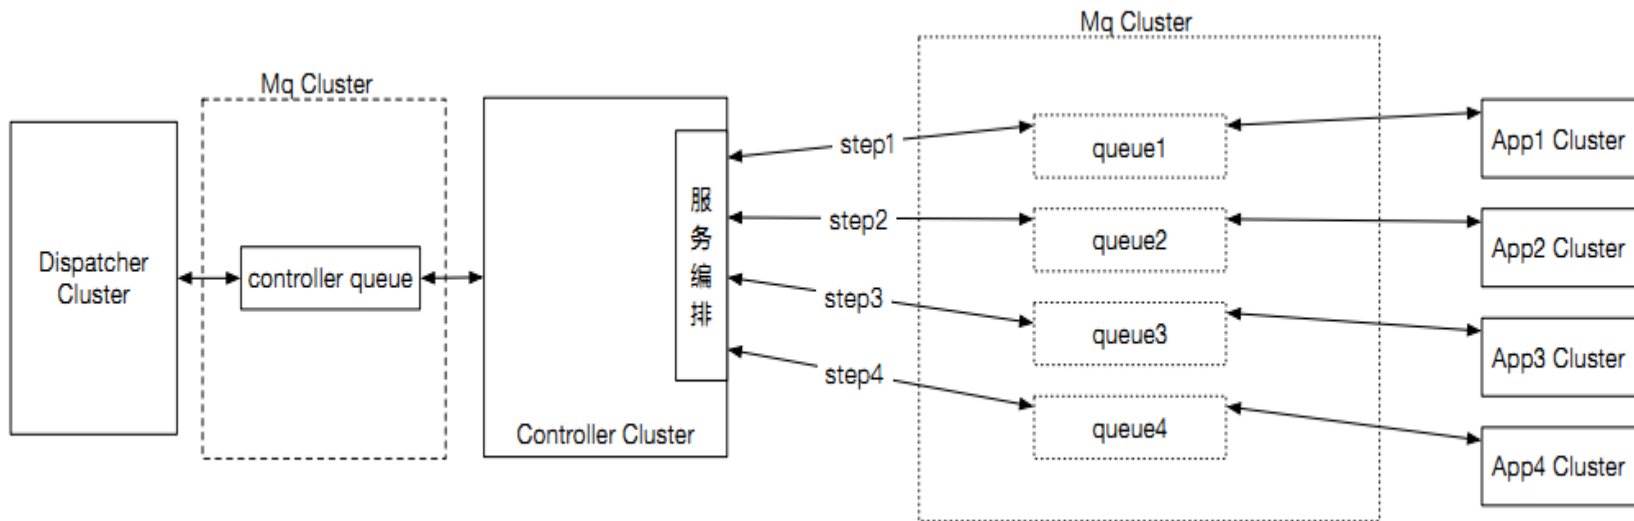 Mq Cluster
Mq Cluster
Dispatcher
Cluster
controller queue
服
务
编
排
Controller Cluster
step1
step2
step3
step4
queue1
queue2
queue3
queue4
App1 Cluster
App2 Cluster
App3 Cluster
App4 Cluster